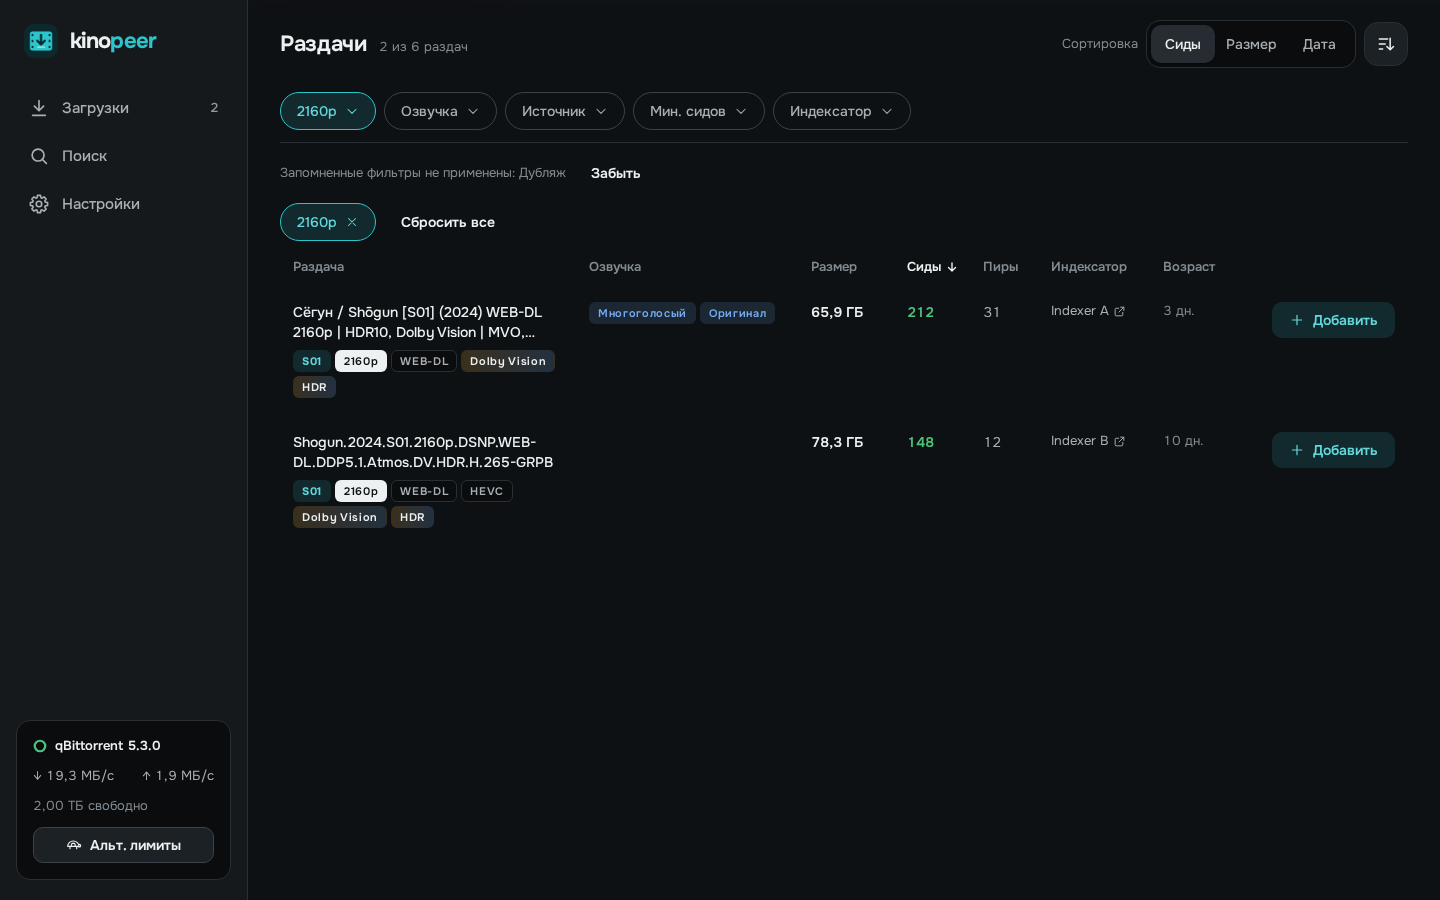 kinopeer
Загрузки 2
Поиск
Настройки
qBittorrent 5.3.0
↓ 19,3 МБ/с ↑ 1,9 МБ/с
2,00 ТБ свободно
Альт. лимиты
Раздачи 2 из 6 раздач
Сортировка Сиды Размер Дата
2160p Озвучка Источник Мин. сидов Индексатор
Запомненные фильтры не применены: Дубляж Забыть
2160p × Сбросить все
Раздача Озвучка Размер Сиды ↓ Пиры Индексатор Возраст
Сёгун / Shōgun [S01] (2024) WEB-DL Многоголосый Оригинал 65,9 ГБ 212 31 Indexer A 3 дн. + Добавить
2160p | HDR10, Dolby Vision | MVO,...
S01 2160p WEB-DL Dolby Vision
HDR
Shogun.2024.S01.2160p.DSNP.WEB- 78,3 ГБ 148 12 Indexer B 10 дн. + Добавить
DL.DDP5.1.Atmos.DV.HDR.H.265-GRPB
S01 2160p WEB-DL HEVC
Dolby Vision HDR